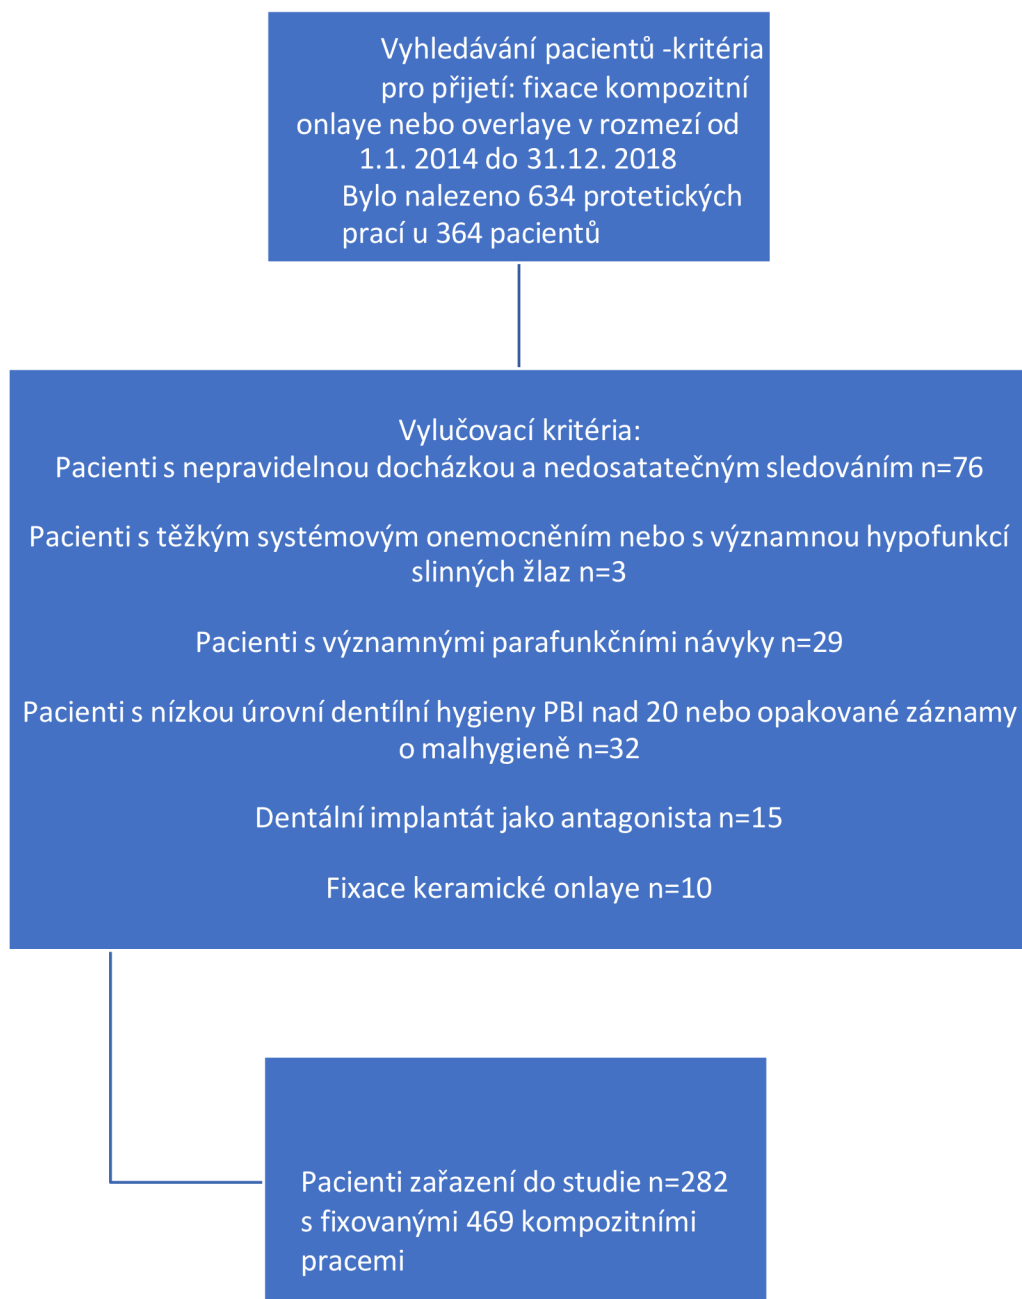 Vyhledávání pacientů -kritéria
pro přijetí: fixace kompozitní
onlaye nebo overlaye v rozmezí od
1.1. 2014 do 31.12. 2018
Bylo nalezeno 634 protetických
prací u 364 pacientů
Vylučovací kritéria:
Pacienti s nepravidelnou docházkou a nedosatatečným sledováním n=76
Pacienti s těžkým systémovým onemocněním nebo s významnou hypofunkcí
slinných žlaz n=3
Pacienti s významnými parafunkčními návyky n=29
Pacienti s nízkou úrovní dentílní hygieny PBI nad 20 nebo opakované záznamy
o malhygieně n=32
Dentální implantát jako antagonista n=15
Fixace keramické onlaye n=10
Pacienti zařazení do studie n=282
s fixovanými 469 kompozitními
pracemi